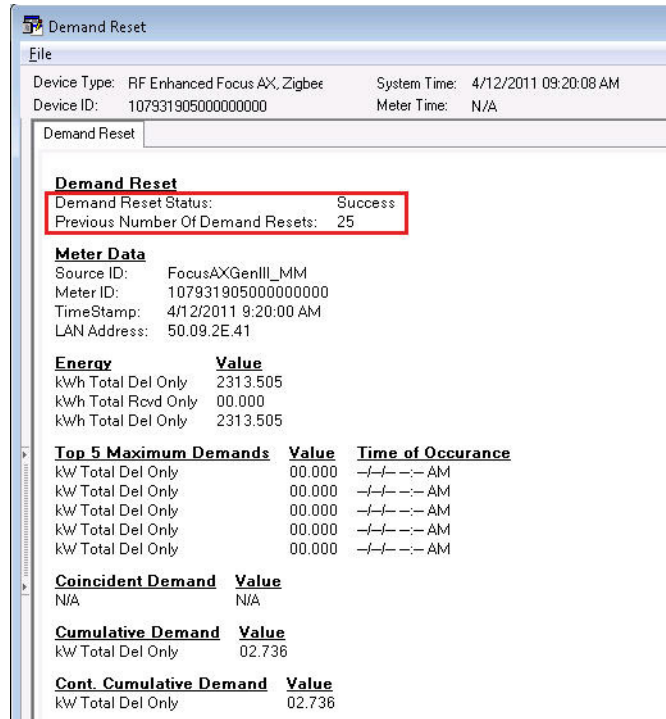 Demand Reset
File
Device Type: RF Enhanced Focus AX, Zigbee System Time: 4/12/2011 09:20:08 AM
Device ID: 107931905000000000 Meter Time: N/A
Demand Reset
Demand Reset
Demand Reset Status: Success
Previous Number Of Demand Resets: 25
Meter Data
Source ID: FocusAXGenIII_MM
Meter ID: 107931905000000000
TimeStamp: 4/12/2011 9:20:00 AM
LAN Address: 50.09.2E.41
Energy Value
kWh Total Del Only 2313.505
kWh Total Rcvd Only 00.000
kWh Total Del Only 2313.505
Top 5 Maximum Demands Value Time of Occurance
kW Total Del Only 00.000 --/--/-- --:-- AM
kW Total Del Only 00.000 --/--/-- --:-- AM
kW Total Del Only 00.000 --/--/-- --:-- AM
kW Total Del Only 00.000 --/--/-- --:-- AM
kW Total Del Only 00.000 --/--/-- --:-- AM
Coincident Demand Value
N/A N/A
Cumulative Demand Value
kW Total Del Only 02.736
Cont. Cumulative Demand Value
kW Total Del Only 02.736